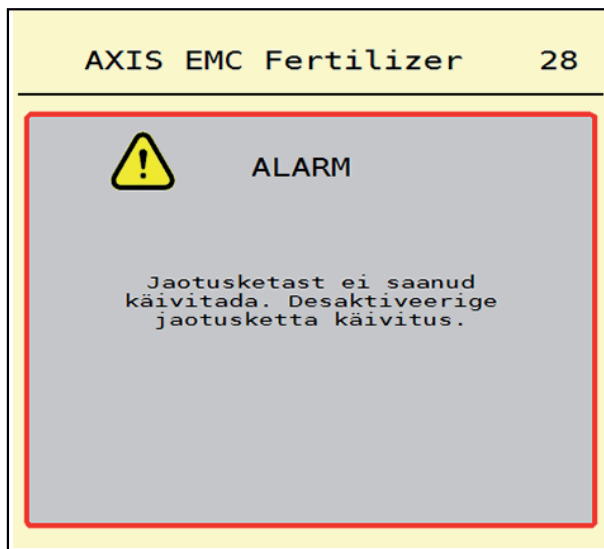 AXIS EMC Fertilizer 28
ALARM
Jaotusketast ei saanud
käivitada. Desaktiveerige
jaotusketta käivitus.